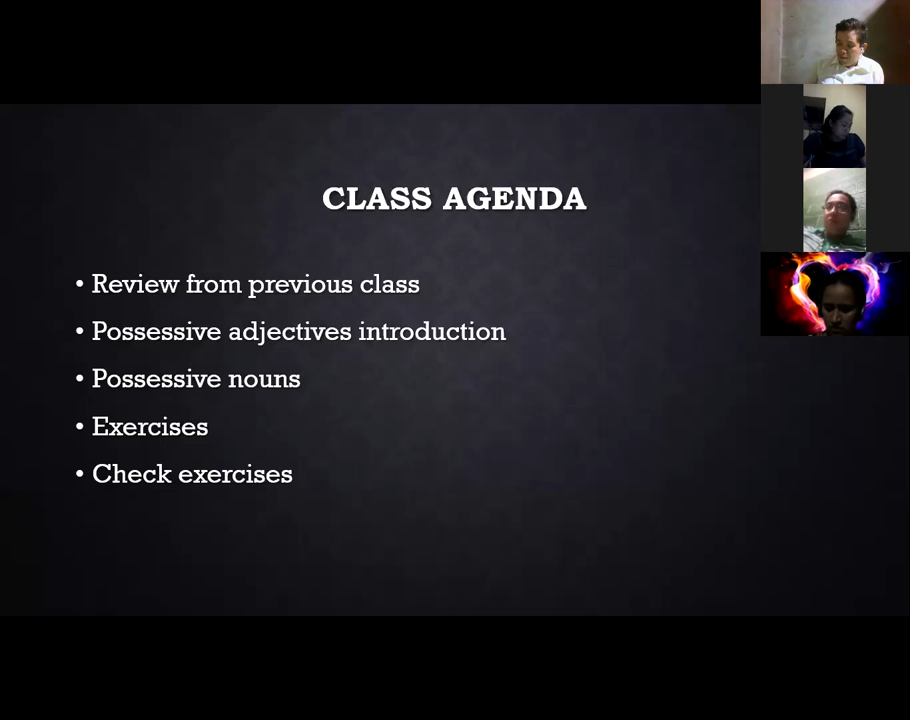 CLASS AGENDA
• Review from previous class
• Possessive adjectives introduction
• Possessive nouns
• Exercises
• Check exercises